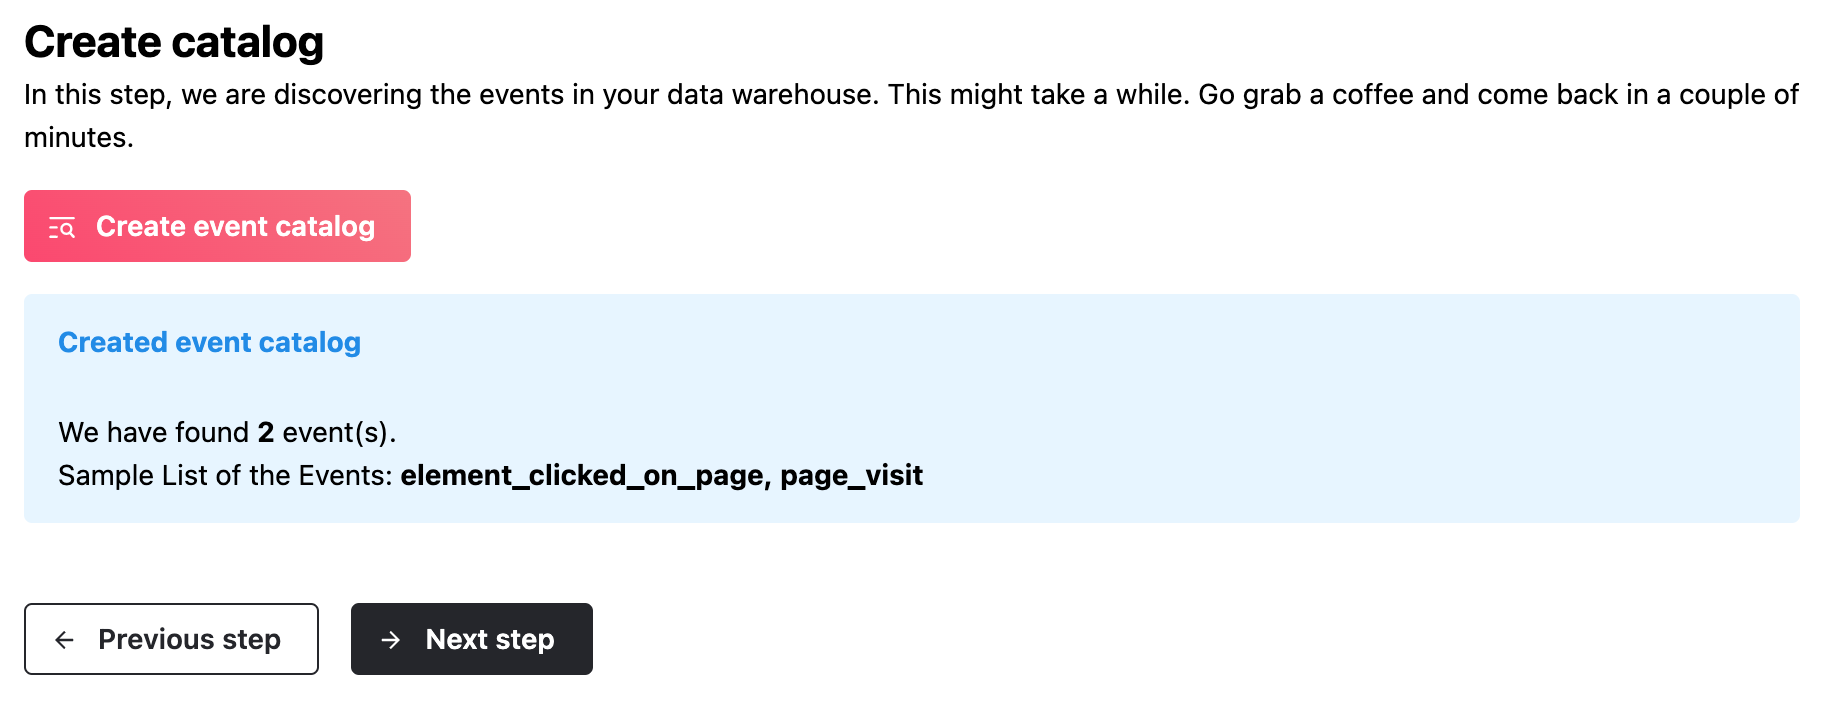 Create catalog
In this step, we are discovering the events in your data warehouse. This might take a while. Go grab a coffee and come back in a couple of
minutes.
Create event catalog
Created event catalog
We have found 2 event(s).
Sample List of the Events: element_clicked_on_page, page_visit
Previous step
Next step